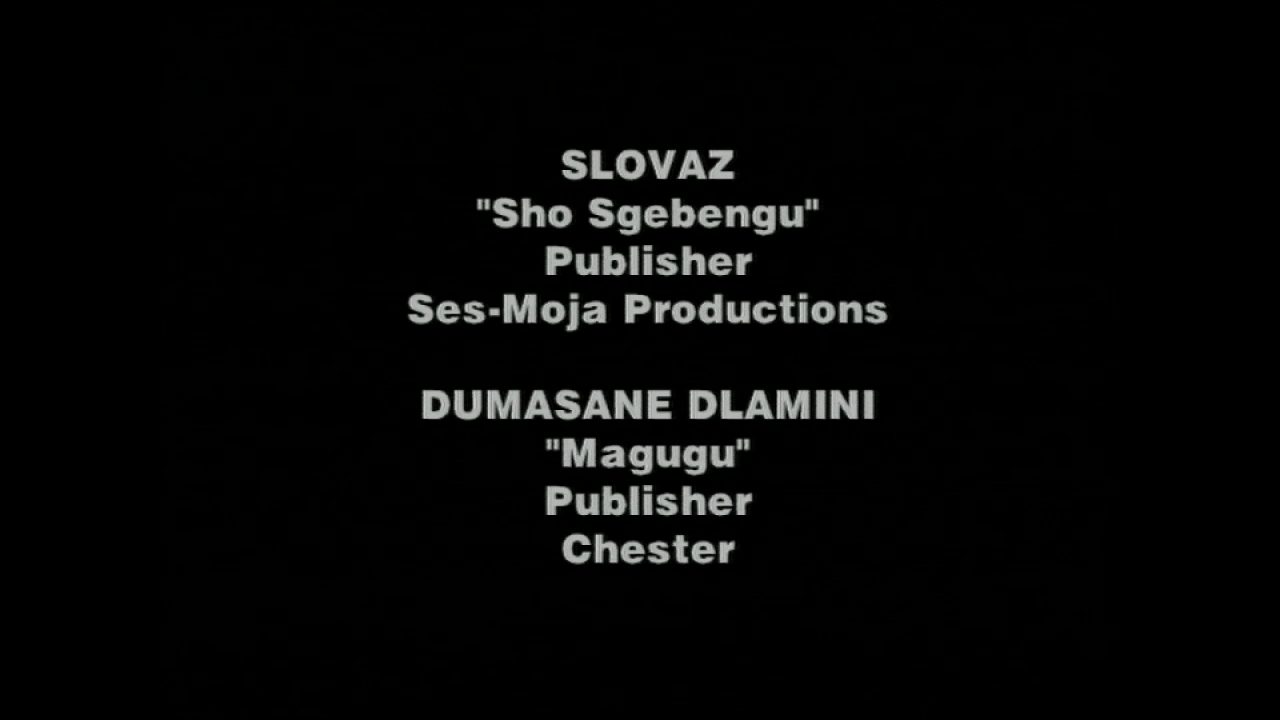 SLOVAZ
"Sho Sgebengu"
Publisher
Ses-Moja Productions
DUMASANE DLAMINI
"Magugu"
Publisher
Chester